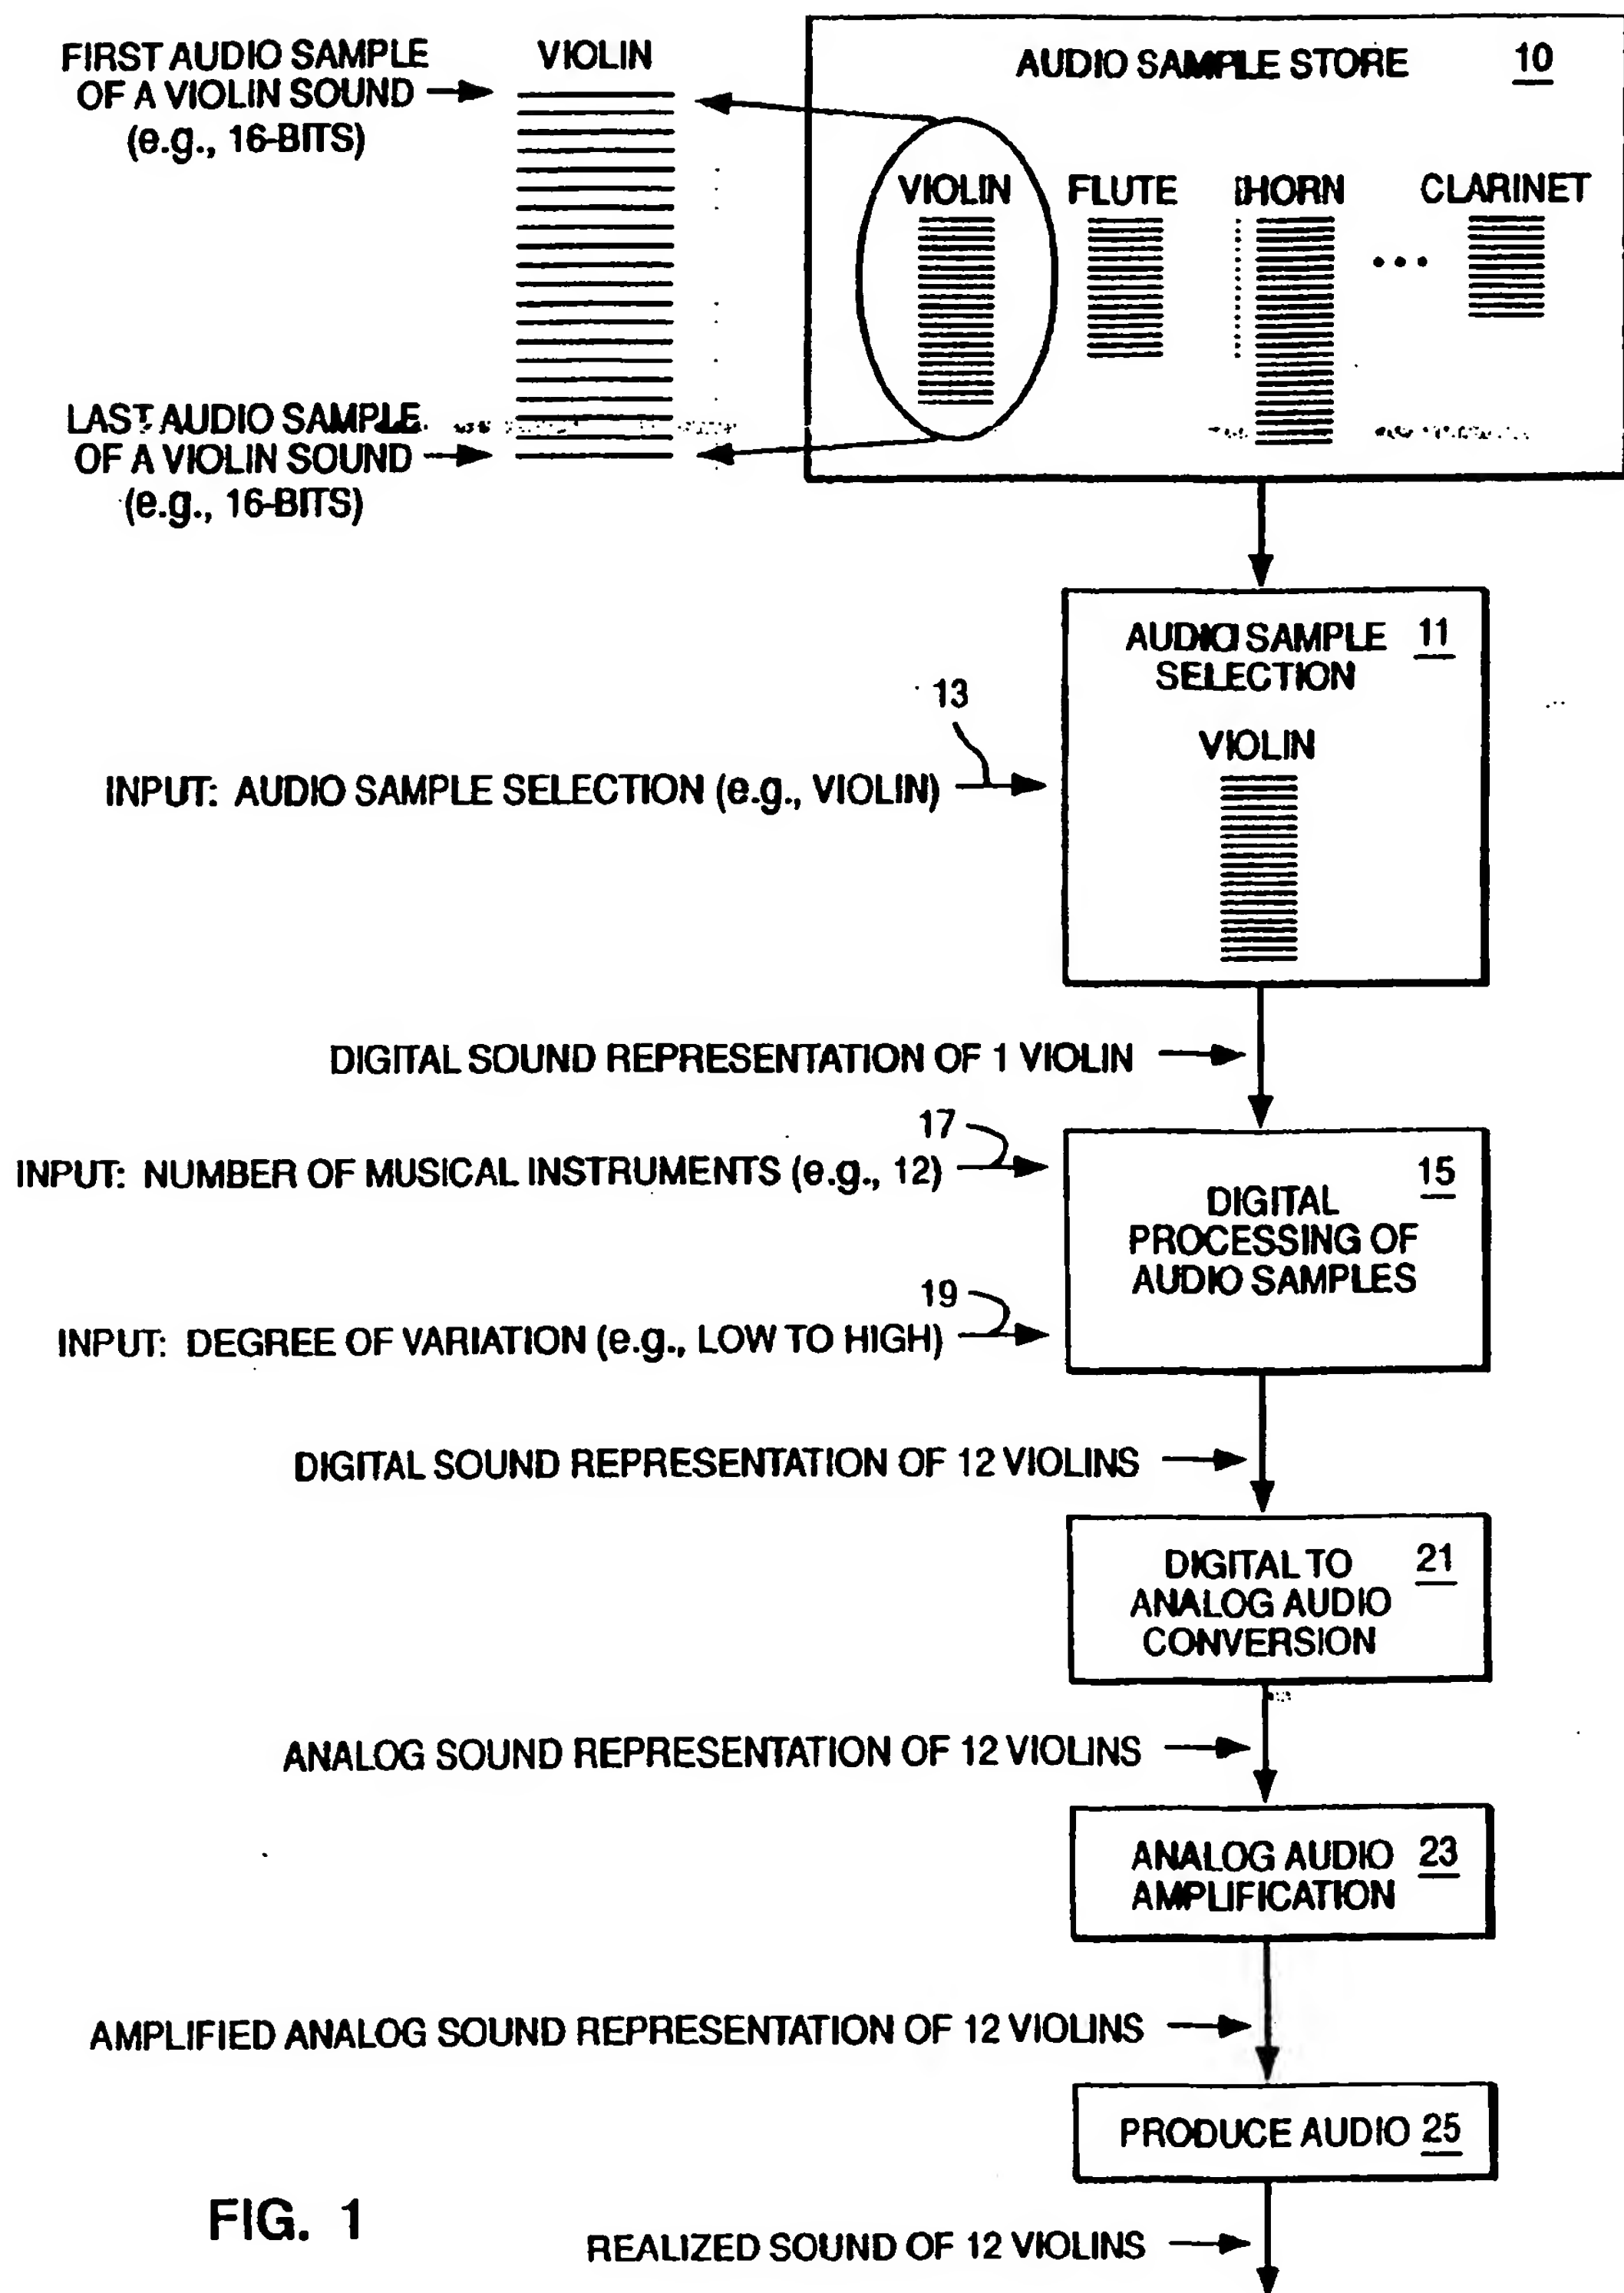 FIRST AUDIO SAMPLE
OF A VIOLIN SOUND
(e.g., 16-BITS)
VIOLIN
AUDIO SAMPLE STORE 10
VIOLIN FLUTE HORN ... CLARINET
LAST AUDIO SAMPLE
OF A VIOLIN SOUND
(e.g., 16-BITS)
AUDIO SAMPLE 11
SELECTION
VIOLIN
13
INPUT: AUDIO SAMPLE SELECTION (e.g., VIOLIN)
DIGITAL SOUND REPRESENTATION OF 1 VIOLIN
17
INPUT: NUMBER OF MUSICAL INSTRUMENTS (e.g., 12)
15
DIGITAL
PROCESSING OF
AUDIO SAMPLES
19
INPUT: DEGREE OF VARIATION (e.g., LOW TO HIGH)
DIGITAL SOUND REPRESENTATION OF 12 VIOLINS
DIGITAL TO 21
ANALOG AUDIO
CONVERSION
ANALOG SOUND REPRESENTATION OF 12 VIOLINS
ANALOG AUDIO 23
AMPLIFICATION
AMPLIFIED ANALOG SOUND REPRESENTATION OF 12 VIOLINS
PRODUCE AUDIO 25
FIG. 1
REALIZED SOUND OF 12 VIOLINS